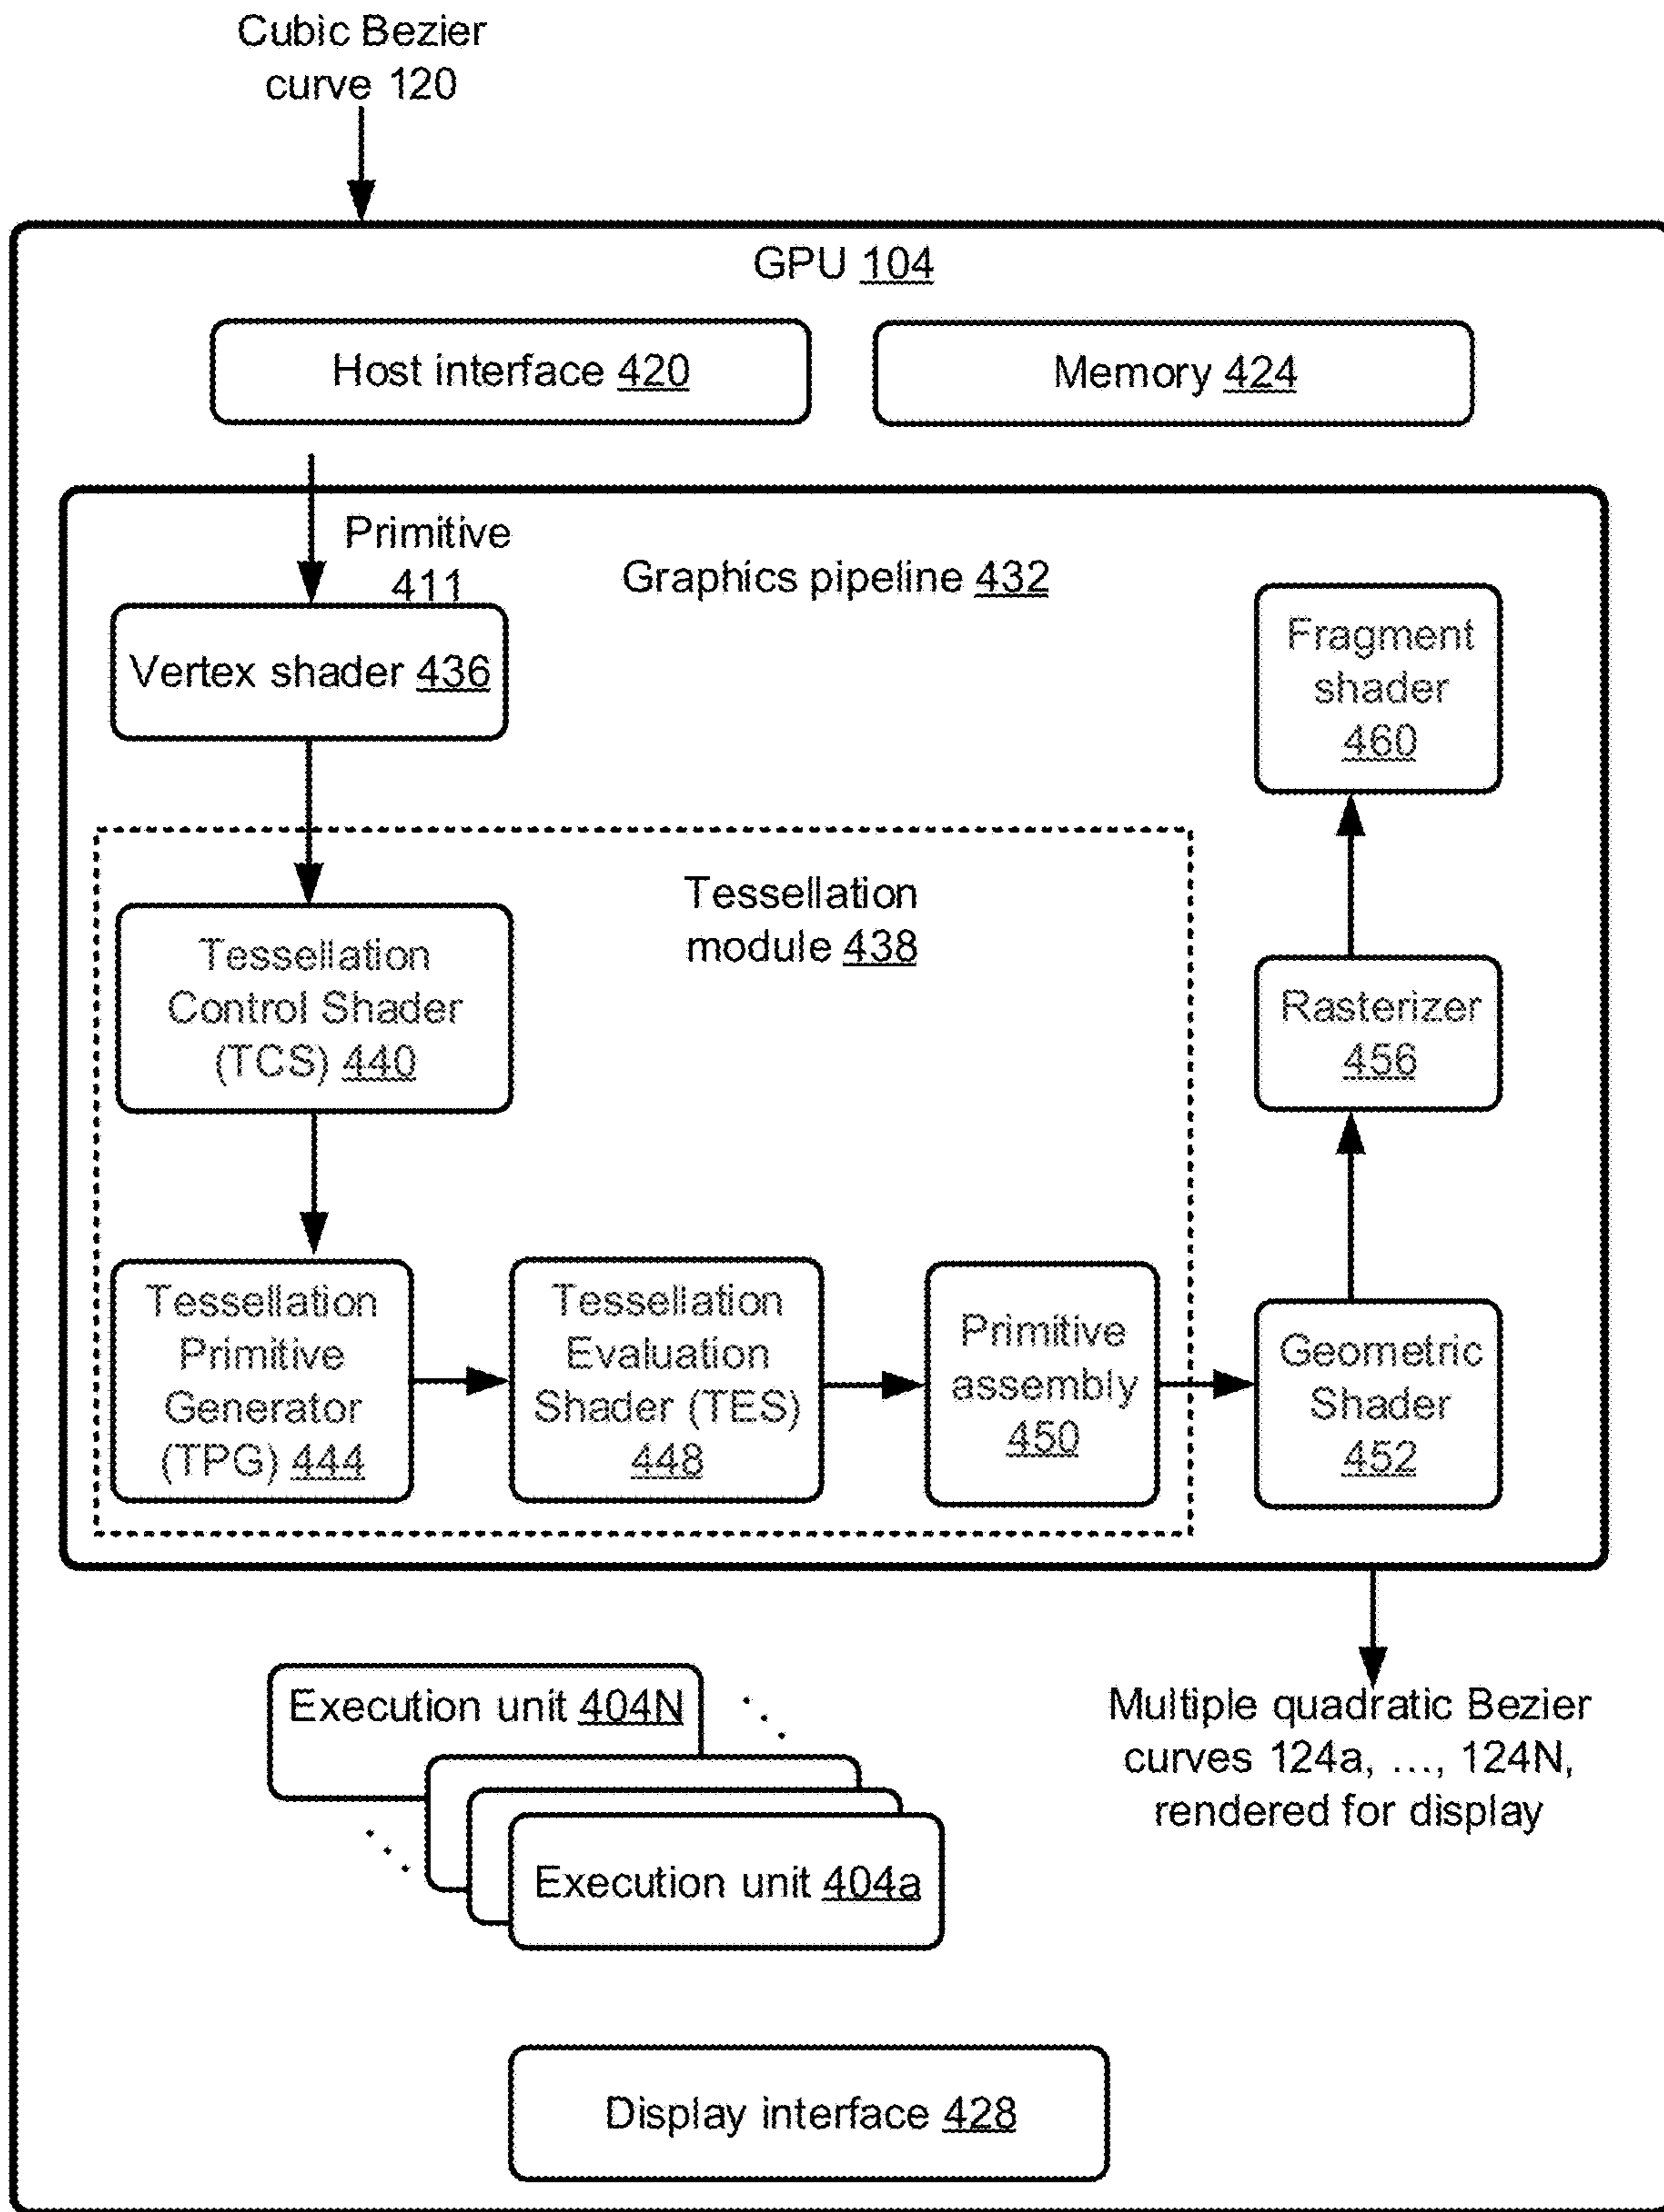 Cubic Bezier
curve 120
GPU 104
Host interface 420
Memory 424
Primitive
411
Graphics pipeline 432
Vertex shader 436
Fragment
shader
460
Tessellation
module 438
Tessellation
Control Shader
(TCS) 440
Rasterizer
456
Tessellation
Primitive
Generator
(TPG) 444
Tessellation
Evaluation
Shader (TES)
448
Primitive
assembly
450
Geometric
Shader
452
Execution unit 404N
Multiple quadratic Bezier
curves 124a, ..., 124N,
rendered for display
Execution unit 404a
Display interface 428